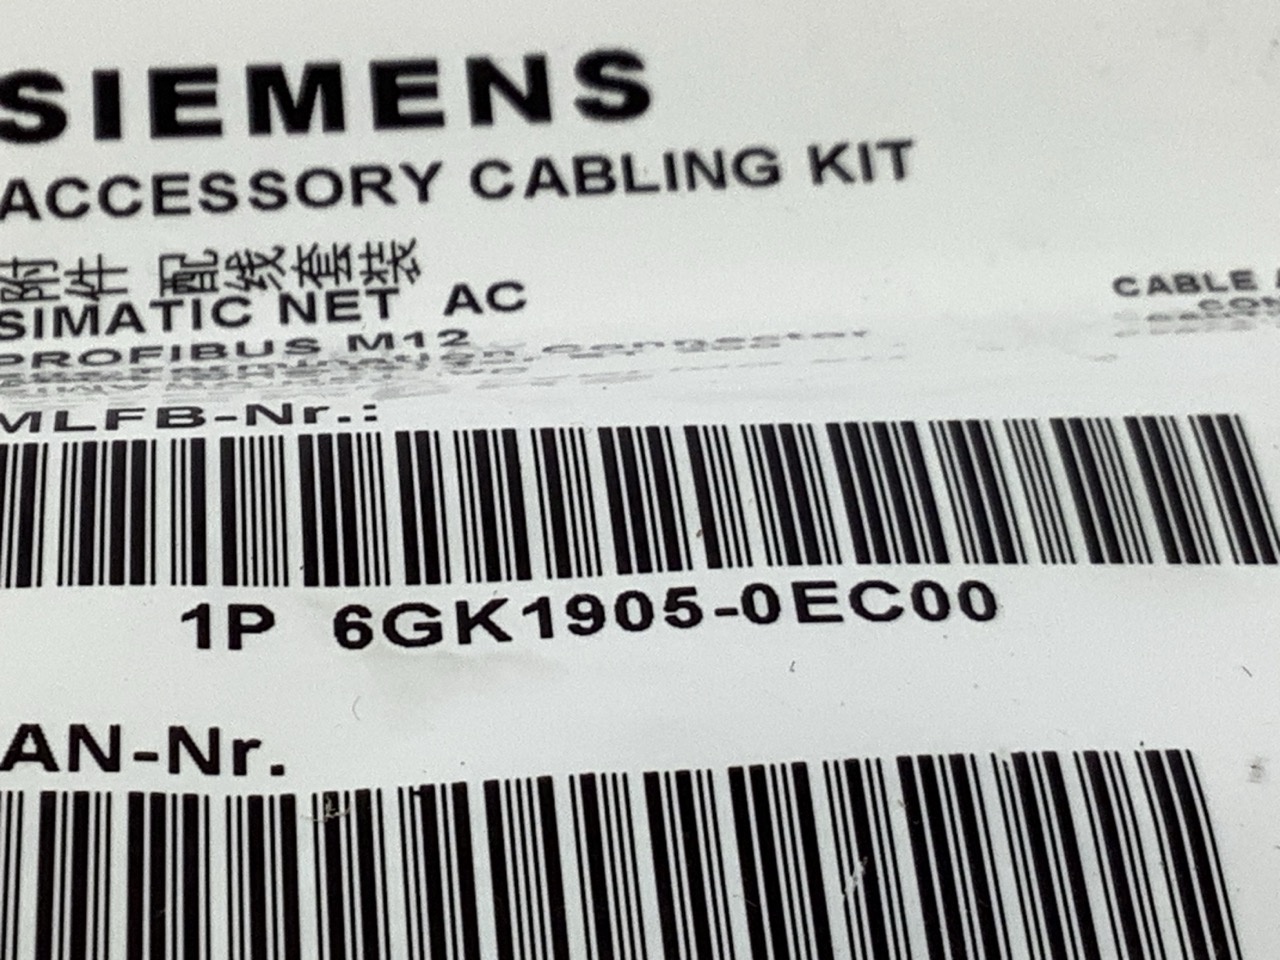 SIEMENS
ACCESSORY CABLING KIT
附件 配线套装
SIMATIC NET AC
CABLE
PROFIBUS M12
MLFB-Nr.:
1P 6GK1905-0EC00
AN-Nr.